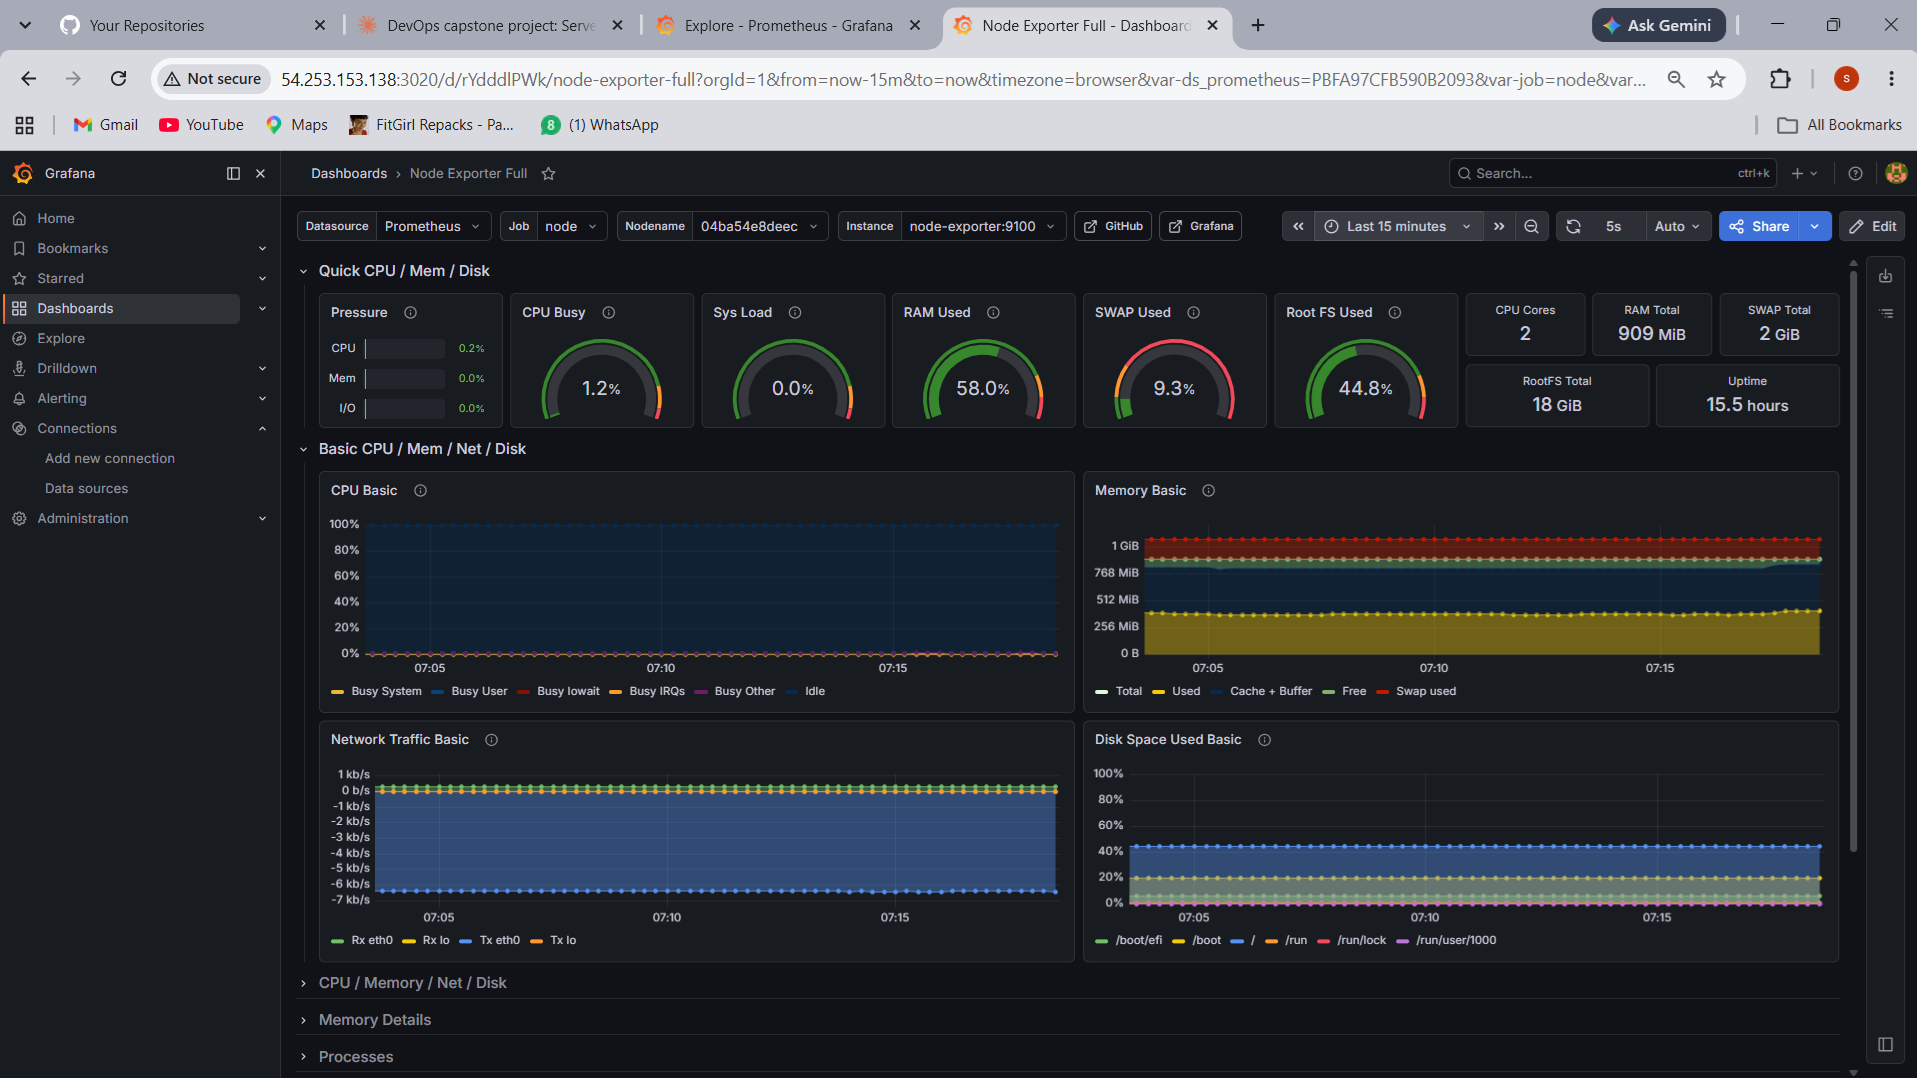 Your Repositories
DevOps capstone project: Serve
Explore - Prometheus - Grafana
Node Exporter Full - Dashboard
Ask Gemini
Not secure
54.253.153.138:3020/d/rYdddlPWk/node-exporter-full?orgId=1&from=now-15m&to=now&timezone=browser&var-ds_prometheus=PBFA97CFB590B2093&var-job=node&var...
S
Gmail
YouTube
Maps
FitGirl Repacks - Pa...
8
(1) WhatsApp
All Bookmarks
Grafana
Dashboards › Node Exporter Full
Search...
ctrl+k
Home
Bookmarks
Starred
Dashboards
Explore
Drilldown
Alerting
Connections
Add new connection
Data sources
Administration
Datasource Prometheus
Job node
Nodename 04ba54e8deec
Instance node-exporter:9100
GitHub
Grafana
Last 15 minutes
5s
Auto
Share
Edit
Quick CPU / Mem / Disk
Pressure
CPU 0.2%
Mem 0.0%
I/O 0.0%
CPU Busy
1.2%
Sys Load
0.0%
RAM Used
58.0%
SWAP Used
9.3%
Root FS Used
44.8%
CPU Cores
2
RAM Total
909 MiB
SWAP Total
2 GiB
RootFS Total
18 GiB
Uptime
15.5 hours
Basic CPU / Mem / Net / Disk
CPU Basic
100%
80%
60%
40%
20%
0%
07:05 07:10 07:15
Busy System Busy User Busy Iowait Busy IRQs Busy Other Idle
Memory Basic
1 GiB
768 MiB
512 MiB
256 MiB
0 B
07:05 07:10 07:15
Total Used Cache + Buffer Free Swap used
Network Traffic Basic
1 kb/s
0 b/s
-1 kb/s
-2 kb/s
-3 kb/s
-4 kb/s
-5 kb/s
-6 kb/s
-7 kb/s
07:05 07:10 07:15
Rx eth0 Rx lo Tx eth0 Tx lo
Disk Space Used Basic
100%
80%
60%
40%
20%
0%
07:05 07:10 07:15
/boot/efi /boot / /run /run/lock /run/user/1000
CPU / Memory / Net / Disk
Memory Details
Processes